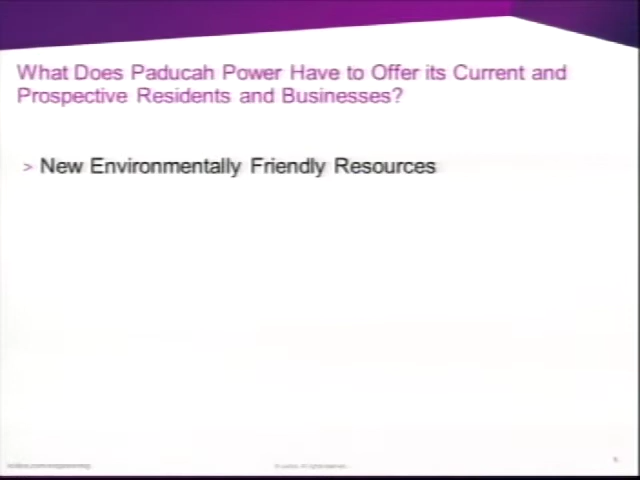 What Does Paducah Power Have to Offer its Current and
Prospective Residents and Businesses?
> New Environmentally Friendly Resources